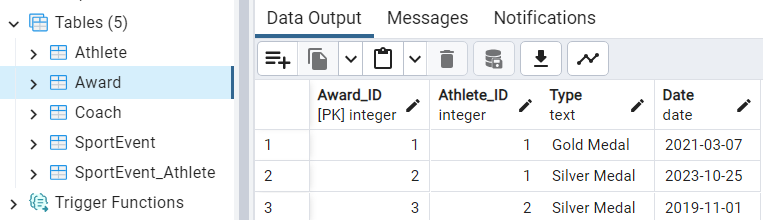 Tables (5)
Athlete
Award
Coach
SportEvent
SportEvent_Athlete
Trigger Functions
Data Output Messages Notifications
Award_ID Athlete_ID Type Date
[PK] integer integer text date
1 1 1 Gold Medal 2021-03-07
2 2 1 Silver Medal 2023-10-25
3 3 2 Silver Medal 2019-11-01